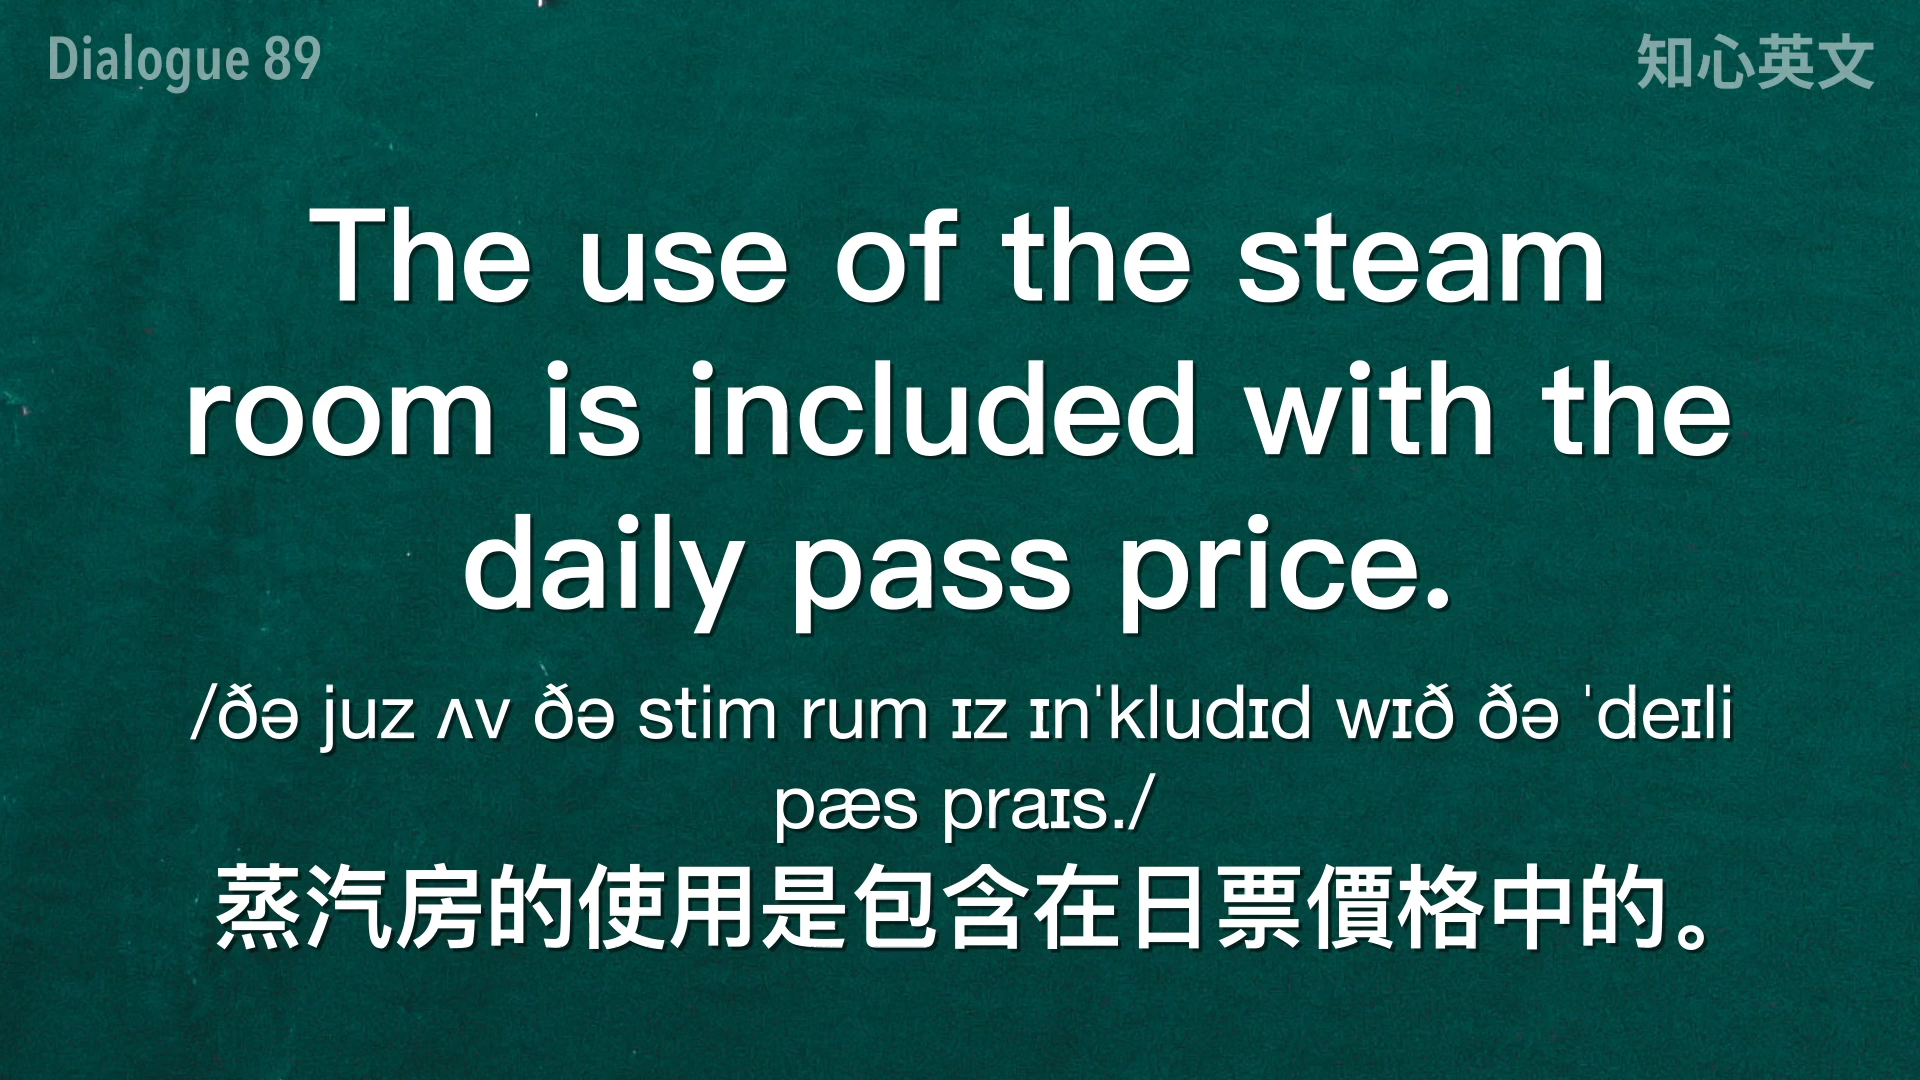 Dialogue 89
知心英文
The use of the steam
room is included with the
daily pass price.
/ðə juz ʌv ðə stim rum ɪz ɪnˈkludɪd wɪð ðə ˈdeɪli
pæs praɪs./
蒸汽房的使用是包含在日票價格中的。